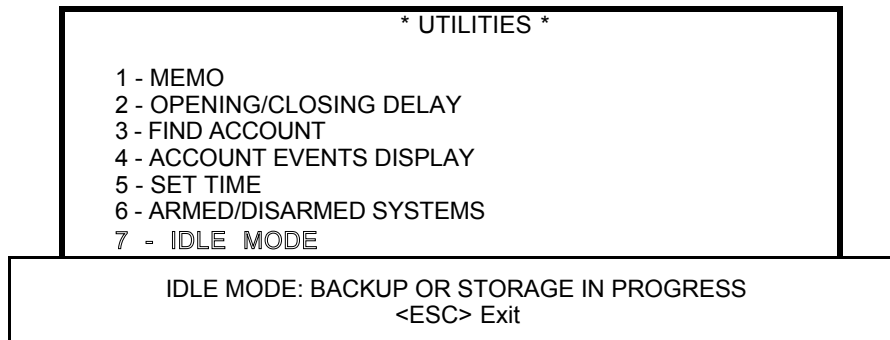 * UTILITIES *
1 - MEMO
2 - OPENING/CLOSING DELAY
3 - FIND ACCOUNT
4 - ACCOUNT EVENTS DISPLAY
5 - SET TIME
6 - ARMED/DISARMED SYSTEMS
7 - IDLE MODE
IDLE MODE: BACKUP OR STORAGE IN PROGRESS
<ESC> Exit